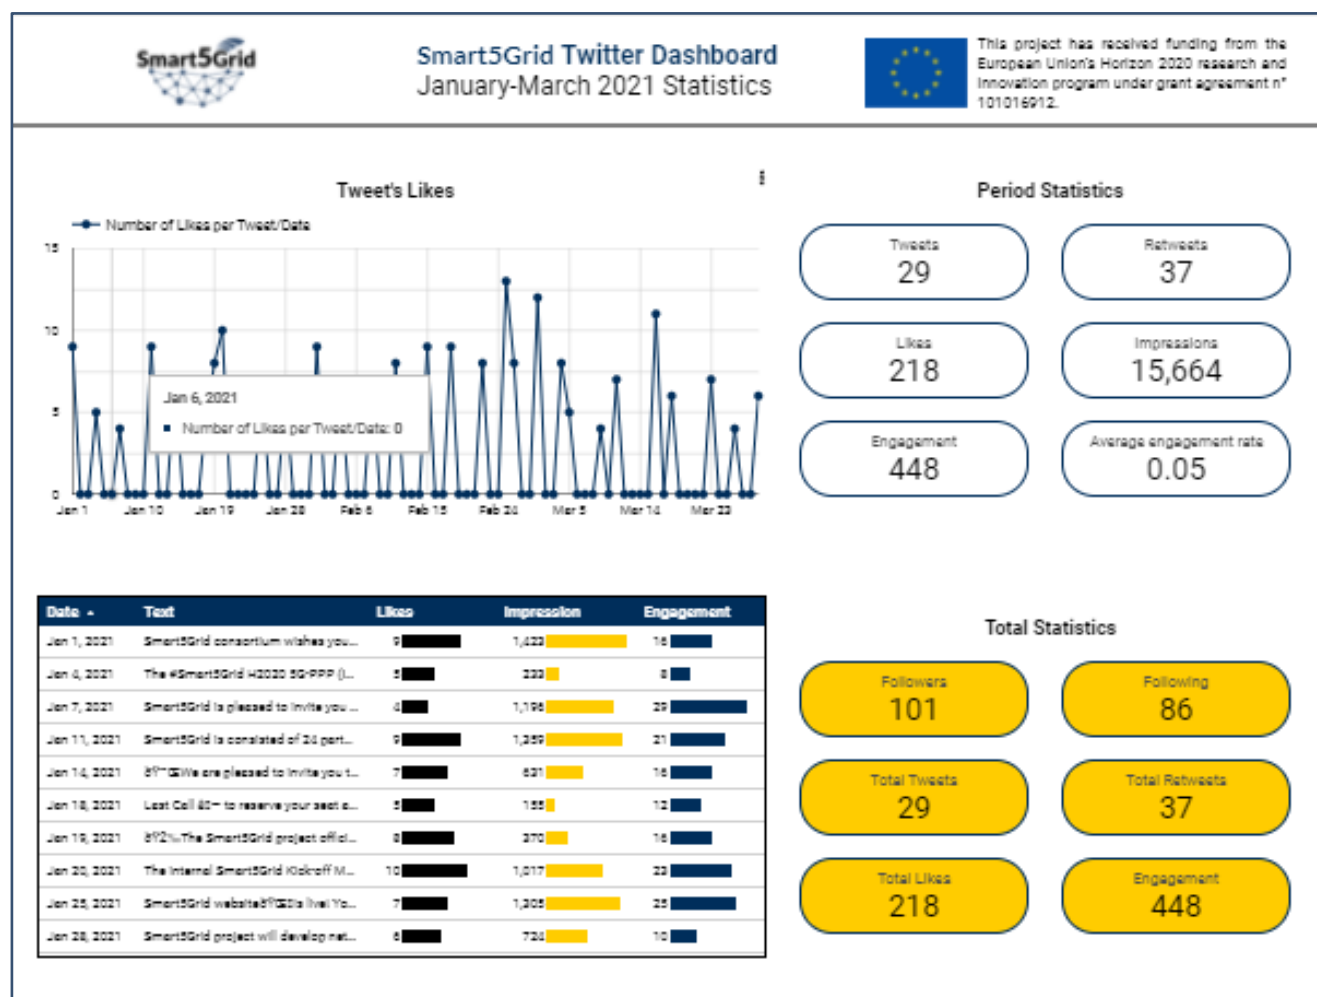 Smart5Grid
Smart5Grid Twitter Dashboard
January-March 2021 Statistics
This project has received funding from the
European Union's Horizon 2020 research and
Innovation program under grant agreement n°
101016912.
Tweet's Likes
Number of Likes per Tweet/Date
15
10
5
0
Jan 6, 2021
Number of Likes per Tweet/Date: 0
Jan 1 Jan 10 Jan 19 Jan 28 Feb 6 Feb 15 Feb 24 Mar 5 Mar 14 Mar 23
Period Statistics
Tweets Retweets
29 37
Likes Impressions
218 15,664
Engagement Average engagement rate
448 0.05
Date Text Likes Impression Engagement
Jan 1, 2021 Smart5Grid consortium wishes you... 9 1,423 16
Jan 4, 2021 The #Smart5Grid H2020 5G-PPP (I... 5 233 8
Jan 7, 2021 Smart5Grid is pleased to invite you ... 4 1,196 29
Jan 11, 2021 Smart5Grid is consisted of 24 part... 9 1,359 21
Jan 14, 2021 We are pleased to invite you t... 7 631 16
Jan 18, 2021 Last Call to reserve your seat a... 5 155 12
Jan 19, 2021 The Smart5Grid project offici... 8 370 16
Jan 20, 2021 The Internal Smart5Grid Kick-off M... 10 1,017 23
Jan 25, 2021 Smart5Grid website is live! Yo... 7 1,305 25
Jan 28, 2021 Smart5Grid project will develop net... 6 724 10
Total Statistics
Followers Following
101 86
Total Tweets Total Retweets
29 37
Total Likes Engagement
218 448